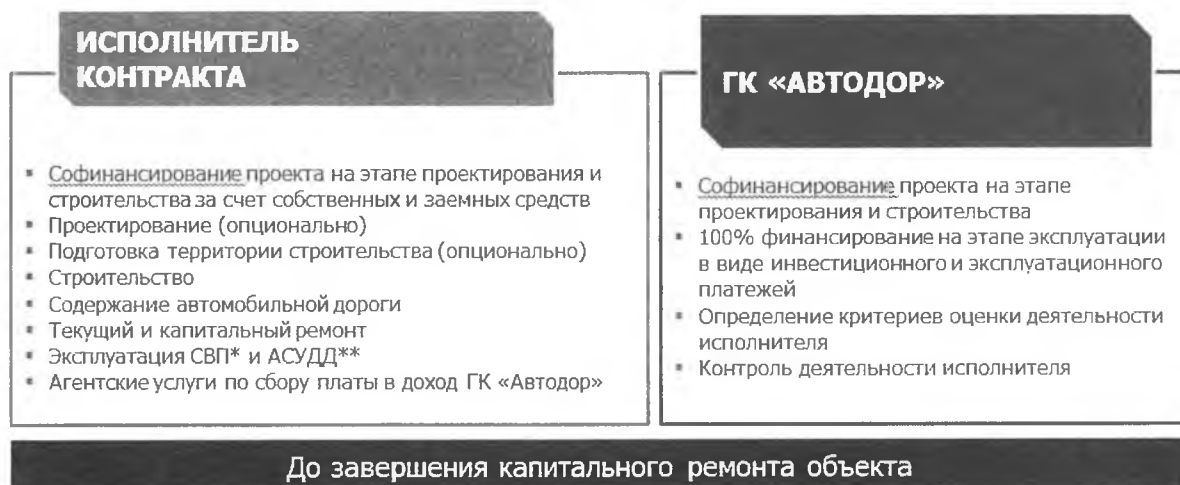 ИСПОЛНИТЕЛЬ
КОНТРАКТА
▪ Софинансирование проекта на этапе проектирования и
строительства за счет собственных и заемных средств
▪ Проектирование (опционально)
▪ Подготовка территории строительства (опционально)
▪ Строительство
▪ Содержание автомобильной дороги
▪ Текущий и капитальный ремонт
▪ Эксплуатация СВП* и АСУДД**
▪ Агентские услуги по сбору платы в доход ГК «Автодор»
ГК «АВТОДОР»
▪ Софинансирование проекта на этапе
проектирования и строительства
▪ 100% финансирование на этапе эксплуатации
в виде инвестиционного и эксплуатационного
платежей
▪ Определение критериев оценки деятельности
исполнителя
▪ Контроль деятельности исполнителя
До завершения капитального ремонта объекта